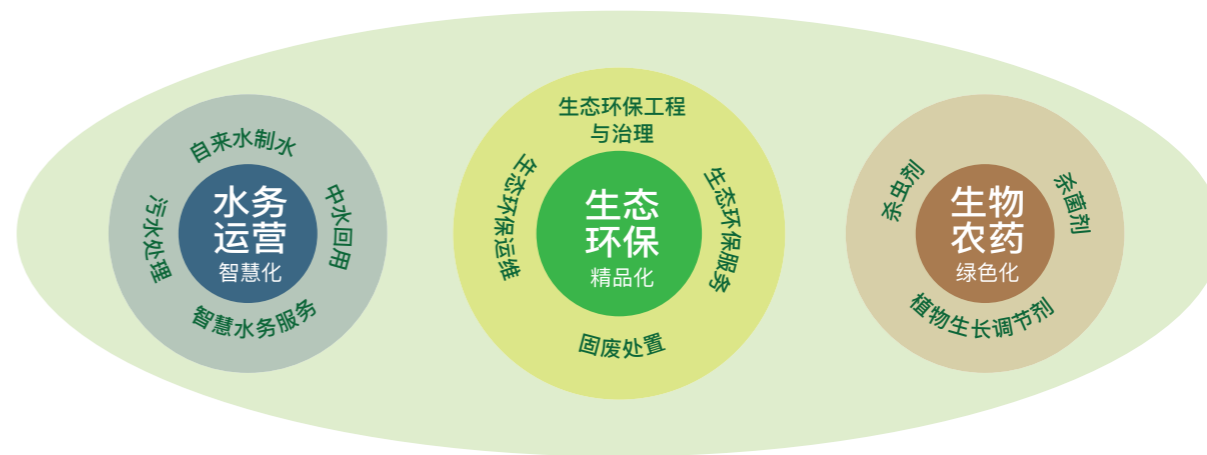 自来水制水
污水处理
中水回用
智慧水务服务
水务
运营
智慧化
生态环保工程
与治理
生态环保运维
生态环保服务
固废处置
生态
环保
精品化
杀虫剂
杀菌剂
植物生长调节剂
生物
农药
绿色化